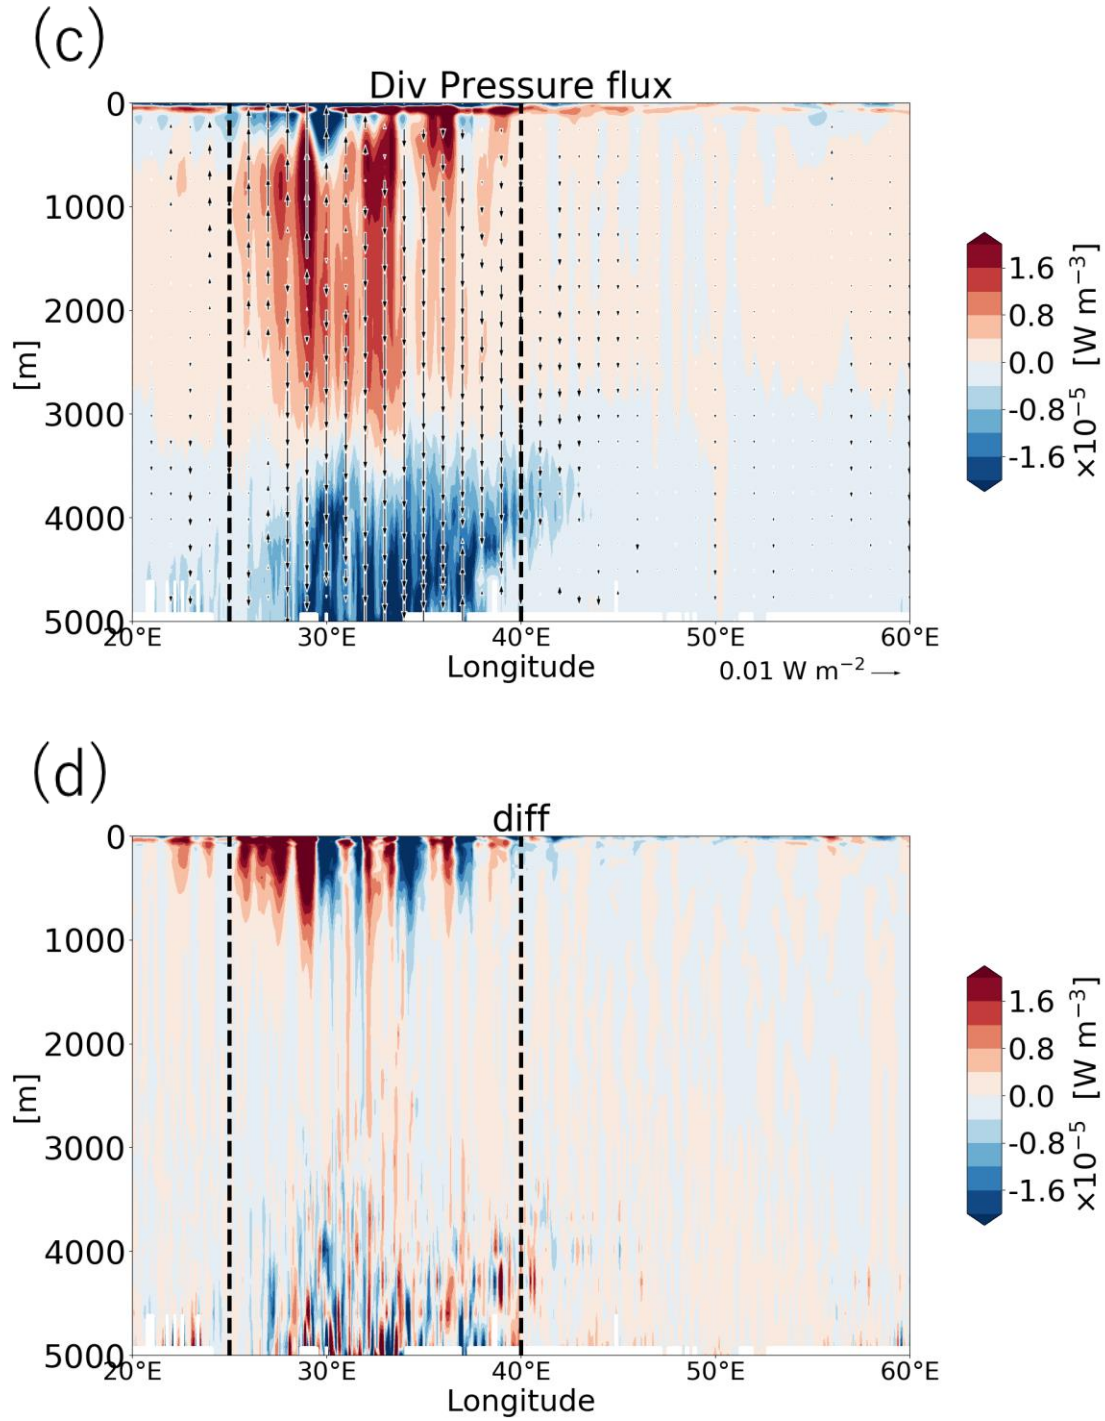 (c)
Div Pressure flux
0
1000
2000
3000
4000
5000
[m]
20°E 30°E 40°E 50°E 60°E
Longitude
0.01 W m⁻²
1.6
0.8
0.0
-0.8
-1.6
×10⁻⁵ [W m⁻³]
(d)
diff
0
1000
2000
3000
4000
5000
[m]
20°E 30°E 40°E 50°E 60°E
Longitude
1.6
0.8
0.0
-0.8
-1.6
×10⁻⁵ [W m⁻³]